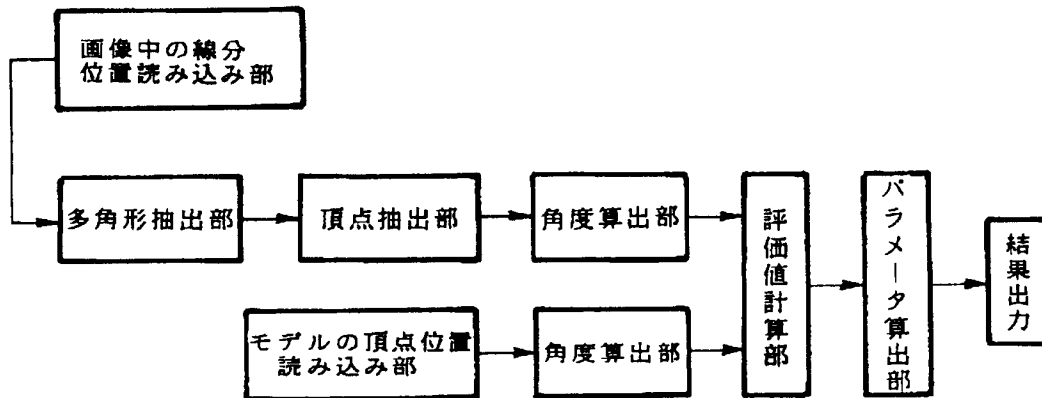 画像中の線分
位置読み込み部
多角形抽出部
頂点抽出部
角度算出部
モデルの頂点位置
読み込み部
角度算出部
評価値計算部
パラメータ算出部
結果出力